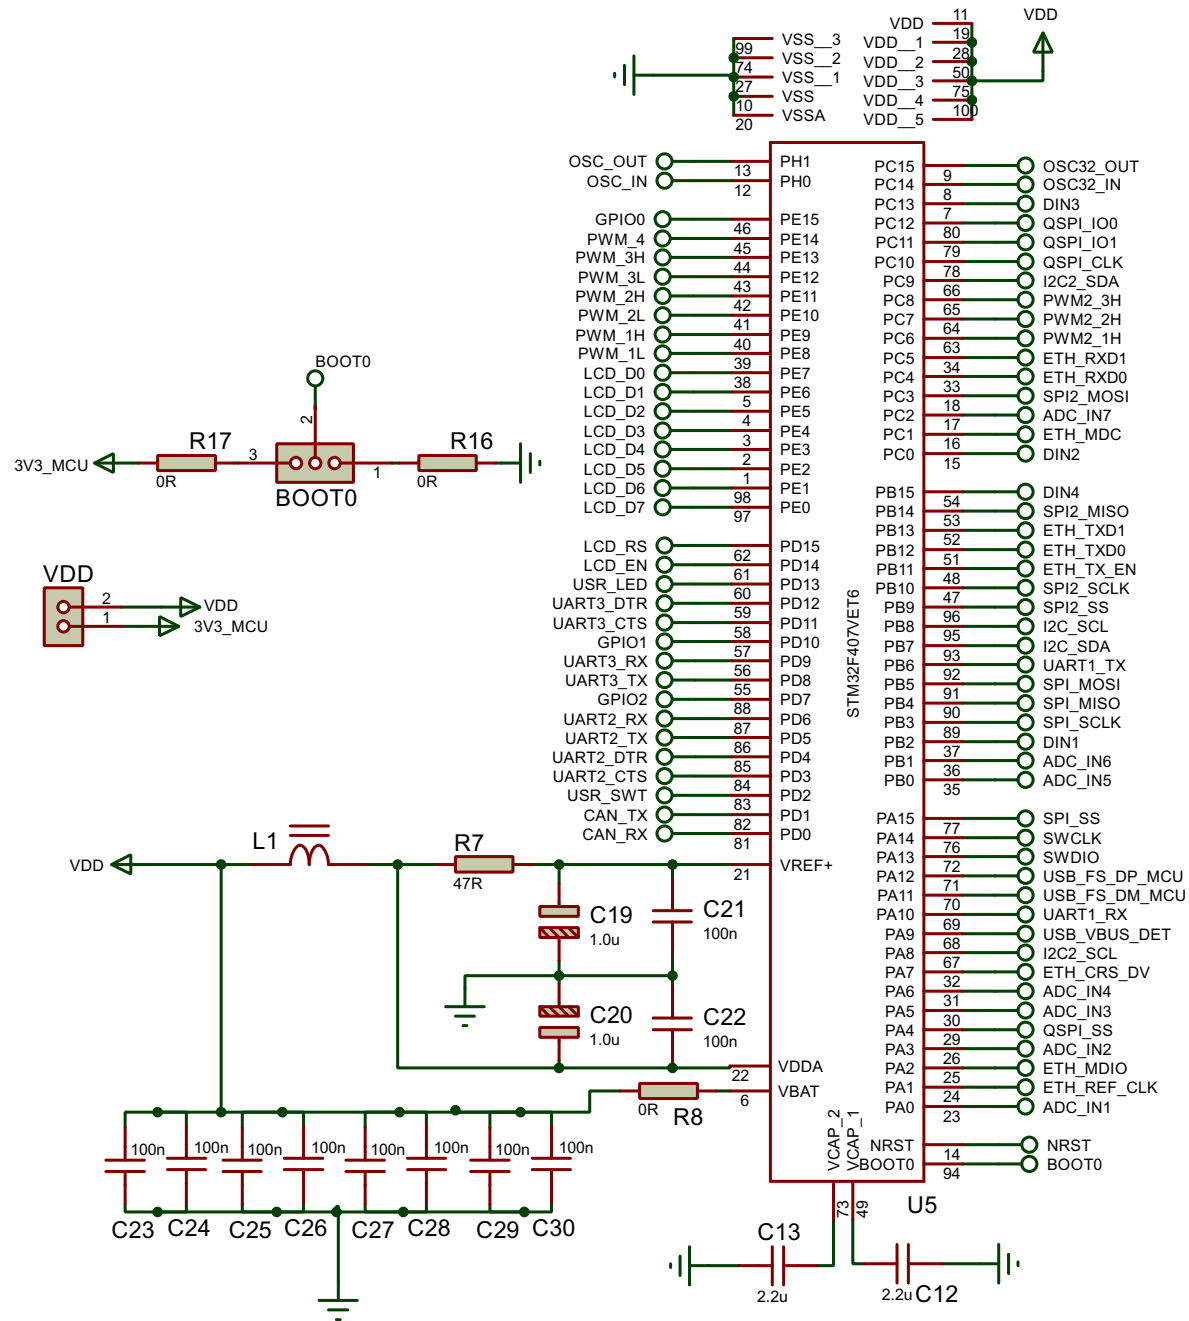 VDD 11 VDD
VSS__3 99
VSS__2 74
VSS__1 27
VSS 10
VSSA 20
VDD__1 19
VDD__2 28
VDD__3 50
VDD__4 75
VDD__5 100
OSC_OUT PH1 13
OSC_IN PH0 12
GPIO0 PE15 46
PWM_4 PE14 45
PWM_3H PE13 44
PWM_3L PE12 43
PWM_2H PE11 42
PWM_2L PE10 41
PWM_1H PE9 40
PWM_1L PE8 39
LCD_D0 PE7 38
LCD_D1 PE6 5
LCD_D2 PE5 4
LCD_D3 PE4 3
LCD_D4 PE3 2
LCD_D5 PE2 1
LCD_D6 PE1 98
LCD_D7 PE0 97
LCD_RS PD15 62
LCD_EN PD14 61
USR_LED PD13 60
UART3_DTR PD12 59
UART3_CTS PD11 58
GPIO1 PD10 57
UART3_RX PD9 56
UART3_TX PD8 55
GPIO2 PD7 88
UART2_RX PD6 87
UART2_TX PD5 86
UART2_DTR PD4 85
UART2_CTS PD3 84
USR_SWT PD2 83
CAN_TX PD1 82
CAN_RX PD0 81
VREF+ 21
VDDA 22
VBAT 6
STM32F407VET6
PC15 9 OSC32_OUT
PC14 8 OSC32_IN
PC13 7 DIN3
PC12 80 QSPI_IO0
PC11 79 QSPI_IO1
PC10 78 QSPI_CLK
PC9 66 I2C2_SDA
PC8 65 PWM2_3H
PC7 64 PWM2_2H
PC6 63 PWM2_1H
PC5 34 ETH_RXD1
PC4 33 ETH_RXD0
PC3 18 SPI2_MOSI
PC2 17 ADC_IN7
PC1 16 ETH_MDC
PC0 15 DIN2
PB15 54 DIN4
PB14 53 SPI2_MISO
PB13 52 ETH_TXD1
PB12 51 ETH_TXD0
PB11 48 ETH_TX_EN
PB10 47 SPI2_SCLK
PB9 96 SPI2_SS
PB8 95 I2C_SCL
PB7 93 I2C_SDA
PB6 92 UART1_TX
PB5 91 SPI_MOSI
PB4 90 SPI_MISO
PB3 89 SPI_SCLK
PB2 37 DIN1
PB1 36 ADC_IN6
PB0 35 ADC_IN5
PA15 77 SPI_SS
PA14 76 SWCLK
PA13 72 SWDIO
PA12 71 USB_FS_DP_MCU
PA11 70 USB_FS_DM_MCU
PA10 69 UART1_RX
PA9 68 USB_VBUS_DET
PA8 67 I2C2_SCL
PA7 32 ETH_CRS_DV
PA6 31 ADC_IN4
PA5 30 ADC_IN3
PA4 29 QSPI_SS
PA3 26 ADC_IN2
PA2 25 ETH_MDIO
PA1 24 ETH_REF_CLK
PA0 23 ADC_IN1
NRST 14 NRST
BOOT0 94 BOOT0
VCAP_2 73
VCAP_1 49
U5
C13
2.2u
2.2u C12
BOOT0
2
R17 R16
3V3_MCU 3 1
0R 0R
BOOT0
VDD
2 VDD
1 3V3_MCU
L1 R7
VDD
47R
C19 C21
1.0u 100n
C20 C22
1.0u 100n
0R R8
100n 100n 100n 100n 100n 100n 100n 100n
C23 C24 C25 C26 C27 C28 C29 C30